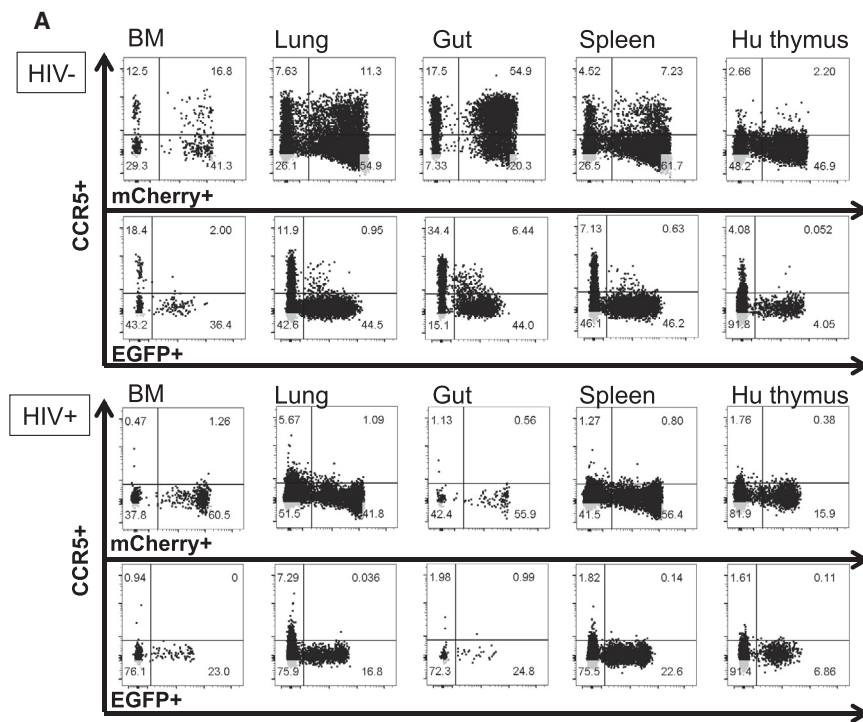 A
BM Lung Gut Spleen Hu thymus
HIV-
12.5 16.8 7.63 11.3 17.5 54.9 4.52 7.23 2.66 2.20
29.3 41.3 26.1 54.9 7.33 20.3 26.5 61.7 48.2 46.9
mCherry+
CCR5+
18.4 2.00 11.9 0.95 34.4 6.44 7.13 0.63 4.08 0.052
43.2 36.4 42.6 44.5 15.1 44.0 46.1 46.2 91.8 4.05
EGFP+
BM Lung Gut Spleen Hu thymus
HIV+
0.47 1.26 5.67 1.09 1.13 0.56 1.27 0.80 1.76 0.38
37.8 60.5 51.5 41.8 42.4 55.9 41.5 56.4 81.9 15.9
mCherry+
CCR5+
0.94 0 7.29 0.036 1.98 0.99 1.82 0.14 1.61 0.11
76.1 23.0 75.9 16.8 72.3 24.8 75.5 22.6 91.4 6.86
EGFP+